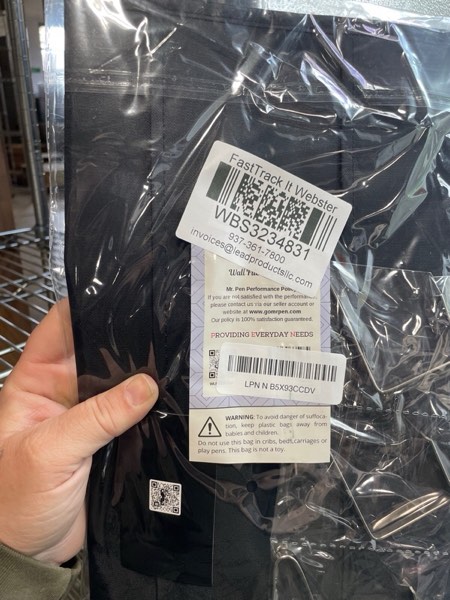 FastTrack It Webster
WBS3234831
937-361-7800
invoices@leadproductsllc.com
Mr. Pen Performance
If you are not satisfied with the performance,
please contact us via our seller account or
website at www.gomrpen.com
Our policy is 100% satisfaction guaranteed.
PROVIDING EVERYDAY NEEDS
LPN N B5X93CCDV
WARNING: To avoid danger of suffoca-
tion, keep plastic bags away from
babies and children.
Do not use this bag in cribs, beds, carriages or
play pens. This bag is not a toy.